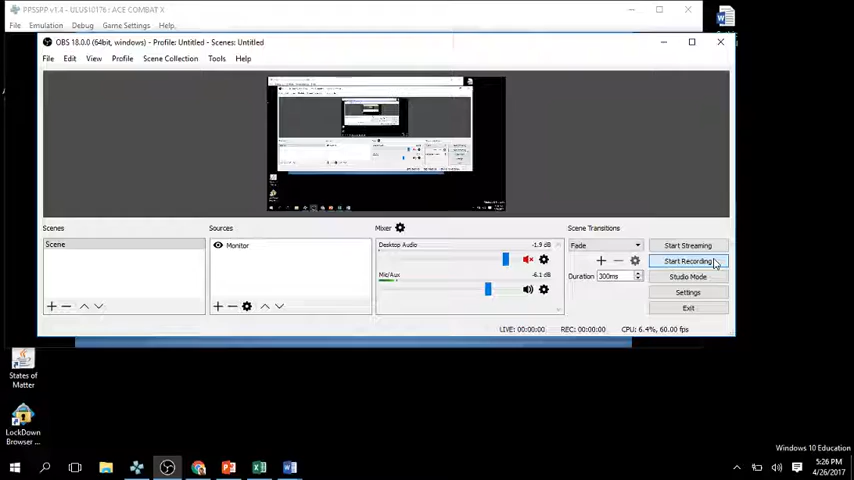 PPSSPP v1.4 - ULUS10176 : ACE COMBAT X
File Emulation Debug Game Settings Help
OBS 18.0.0 (64bit, windows) - Profile: Untitled - Scenes: Untitled
File Edit View Profile Scene Collection Tools Help
Scenes Sources Mixer Scene Transitions
Scene Monitor Desktop Audio -1.9 dB Fade Start Streaming
Start Recording
Mic/Aux -6.1 dB Duration 300ms Studio Mode
Settings
Exit
LIVE: 00:00:00 REC: 00:00:00 CPU: 6.4%, 60.00 fps
States of
Matter
LockDown
Browser ...
Windows 10 Education
5:26 PM
4/26/2017